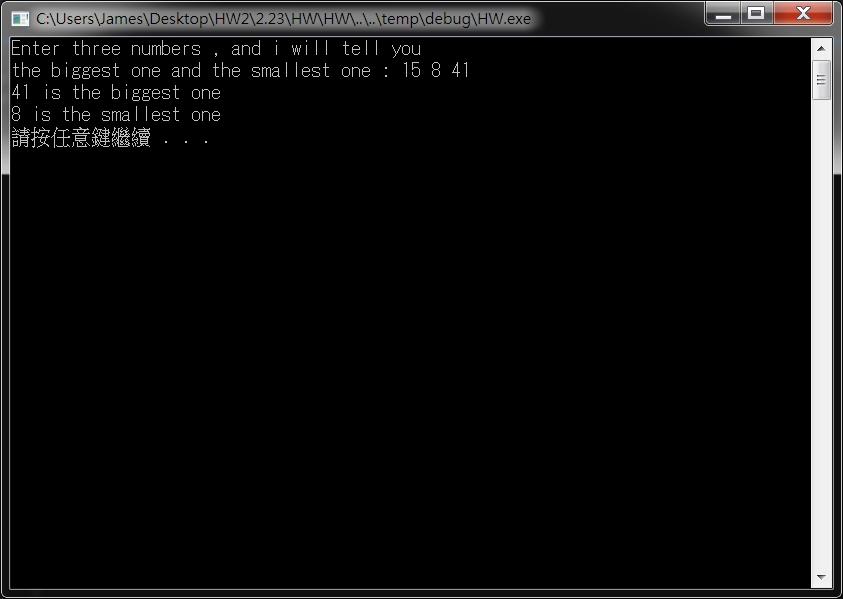 C:\Users\James\Desktop\HW2\2.23\HW\HW\..\..\temp\debug\HW.exe
Enter three numbers , and i will tell you
the biggest one and the smallest one : 15 8 41
41 is the biggest one
8 is the smallest one
請按任意鍵繼續 . . .